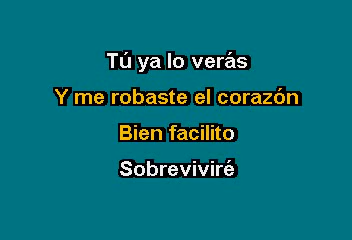 Tú ya lo verás
Y me robaste el corazón
Bien facilito
Sobreviviré